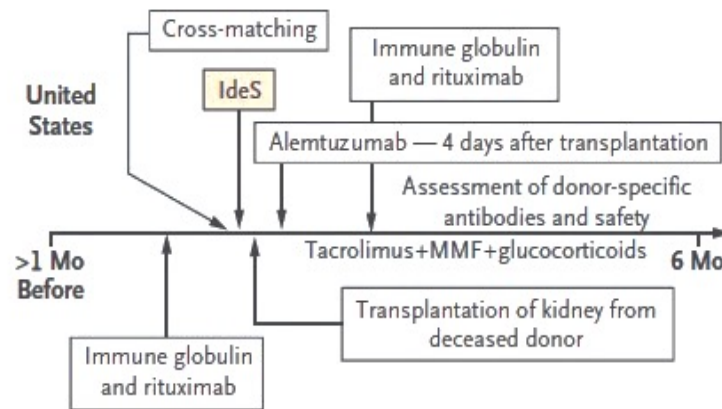 Cross-matching
Immune globulin
and rituximab
IdeS
United
States
Alemtuzumab — 4 days after transplantation
Assessment of donor-specific
antibodies and safety
>1 Mo
Before
Tacrolimus+MMF+glucocorticoids
6 Mo
Transplantation of kidney from
deceased donor
Immune globulin
and rituximab